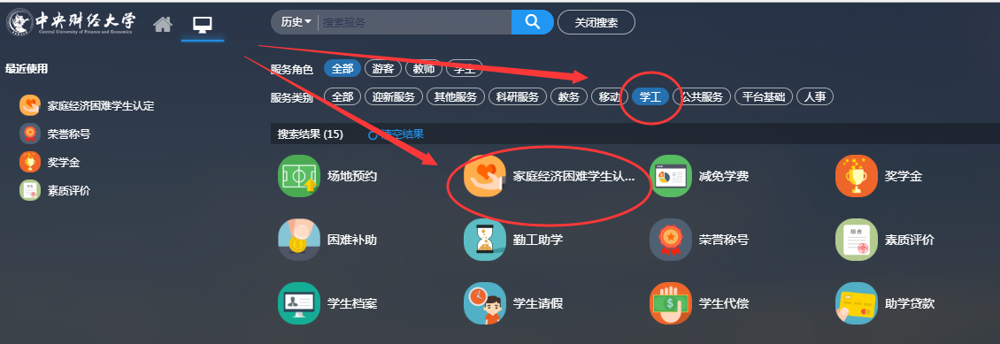 中央财经大学
Central University of Finance and Economics
历史 搜索服务 关闭搜索
最近使用
家庭经济困难学生认定
荣誉称号
奖学金
素质评价
服务角色 全部 游客 教师 学生
服务类别 全部 迎新服务 其他服务 科研服务 教务 移动 学工 公共服务 平台基础 人事
搜索结果 (15) 清空结果
场地预约 家庭经济困难学生认... 减免学费 奖学金
困难补助 勤工助学 荣誉称号 综合 素质评价
学生档案 学生请假 学生代偿 助学贷款